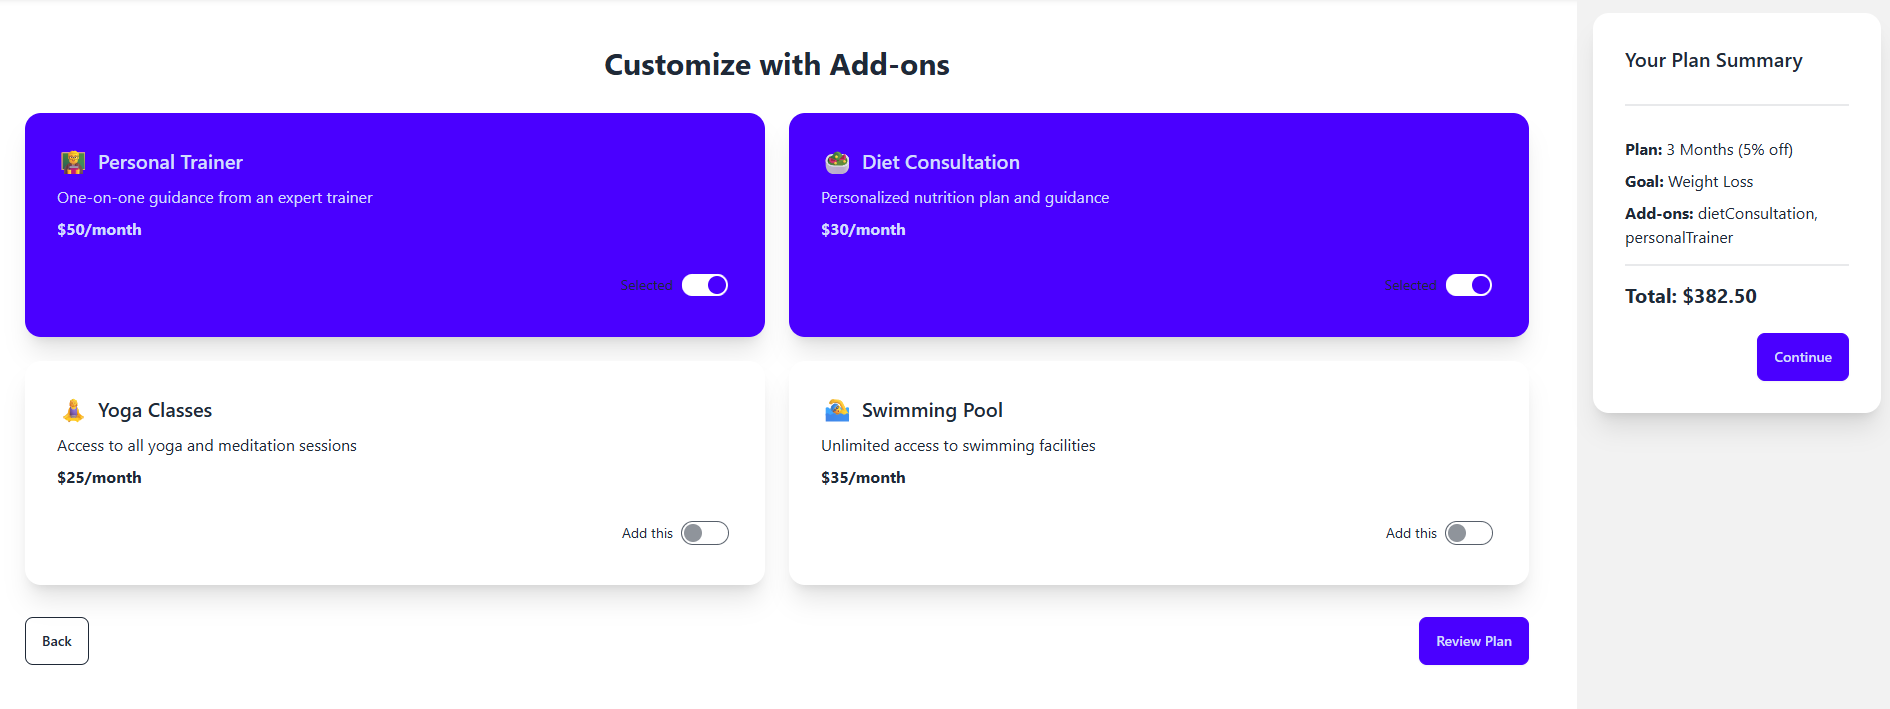 Customize with Add-ons
Personal Trainer
One-on-one guidance from an expert trainer
$50/month
Selected
Diet Consultation
Personalized nutrition plan and guidance
$30/month
Selected
Yoga Classes
Access to all yoga and meditation sessions
$25/month
Add this
Swimming Pool
Unlimited access to swimming facilities
$35/month
Add this
Back
Review Plan
Your Plan Summary
Plan: 3 Months (5% off)
Goal: Weight Loss
Add-ons: dietConsultation,
personalTrainer
Total: $382.50
Continue